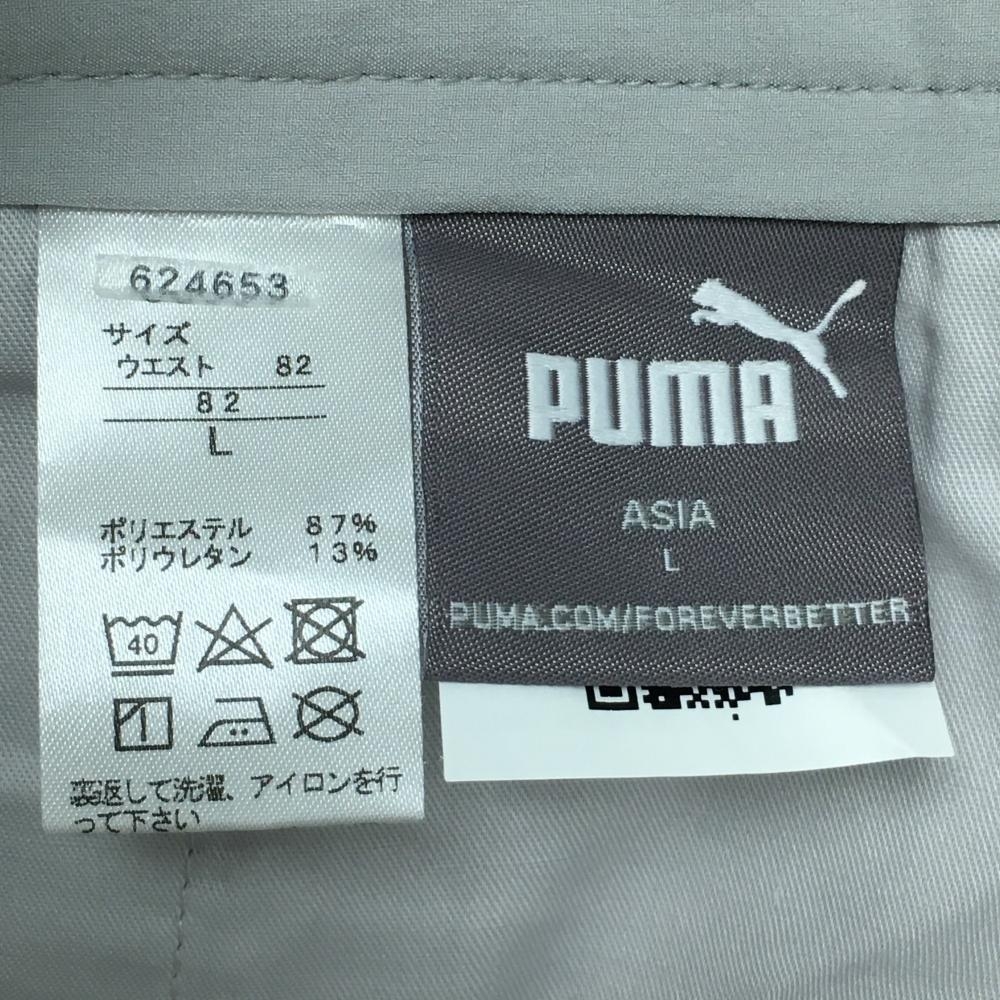 624653
サイズ
ウエスト 82
82
L
ポリエステル 87%
ポリウレタン 13%
40
裏返して洗濯、アイロンを行
って下さい
PUMA
ASIA
L
PUMA.COM/FOREVERBETTER